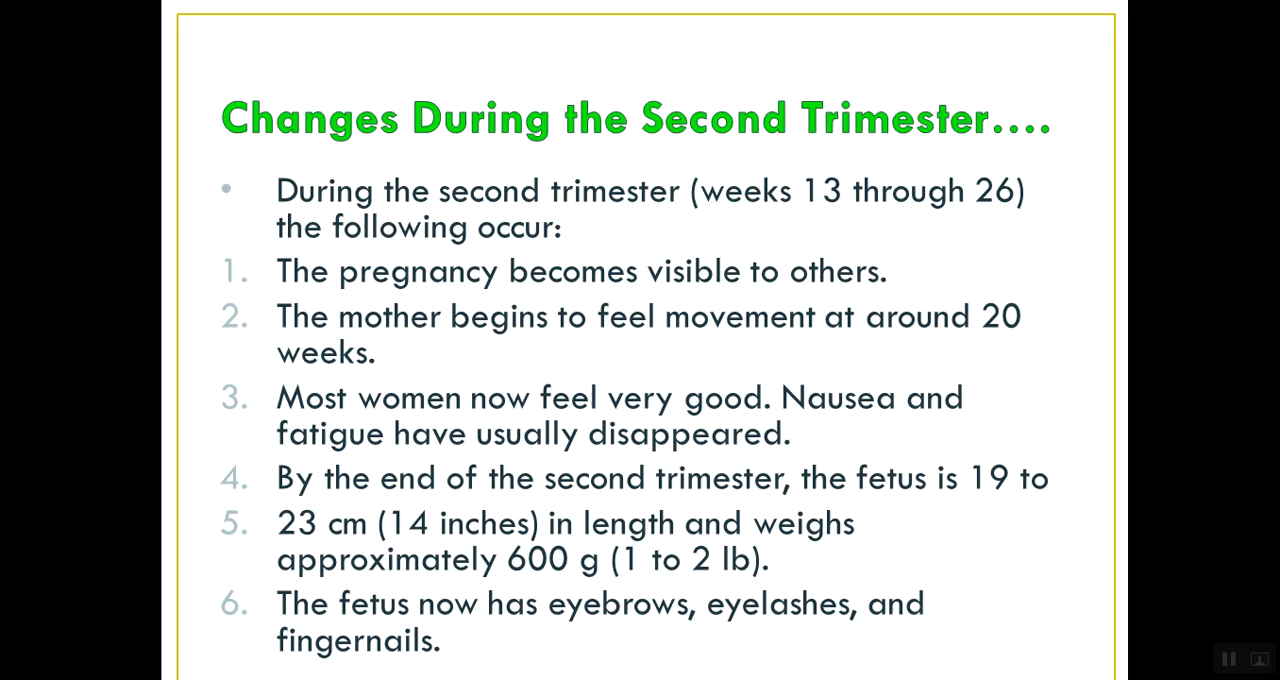 Changes During the Second Trimester....
• During the second trimester (weeks 13 through 26)
the following occur:
1. The pregnancy becomes visible to others.
2. The mother begins to feel movement at around 20
weeks.
3. Most women now feel very good. Nausea and
fatigue have usually disappeared.
4. By the end of the second trimester, the fetus is 19 to
5. 23 cm (14 inches) in length and weighs
approximately 600 g (1 to 2 lb).
6. The fetus now has eyebrows, eyelashes, and
fingernails.